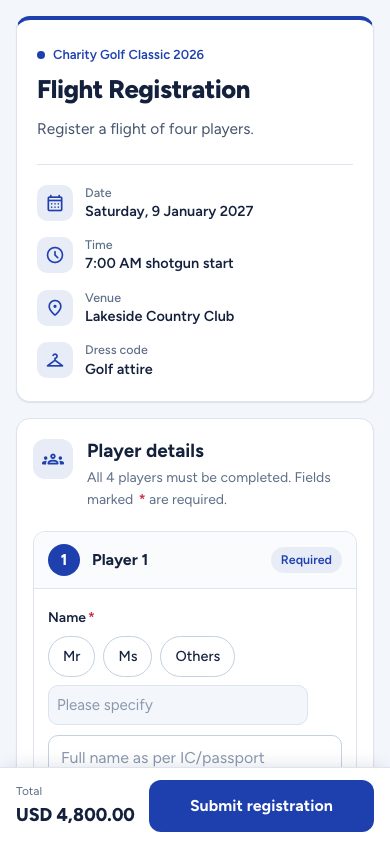 Charity Golf Classic 2026
Flight Registration
Register a flight of four players.
Date
Saturday, 9 January 2027
Time
7:00 AM shotgun start
Venue
Lakeside Country Club
Dress code
Golf attire
Player details
All 4 players must be completed. Fields
marked * are required.
1 Player 1 Required
Name *
Mr Ms Others
Please specify
Full name as per IC/passport
Total
USD 4,800.00
Submit registration